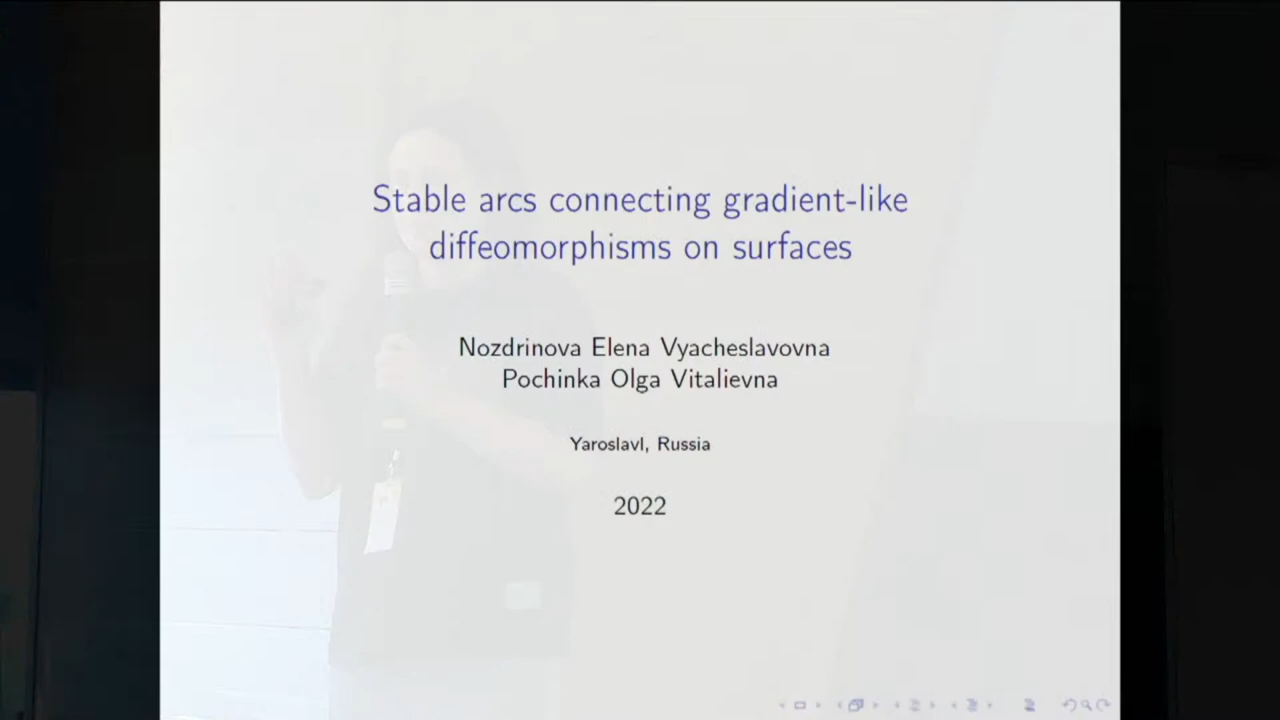 Stable arcs connecting gradient-like
diffeomorphisms on surfaces
Nozdrinova Elena Vyacheslavovna
Pochinka Olga Vitalievna
Yaroslavl, Russia
2022